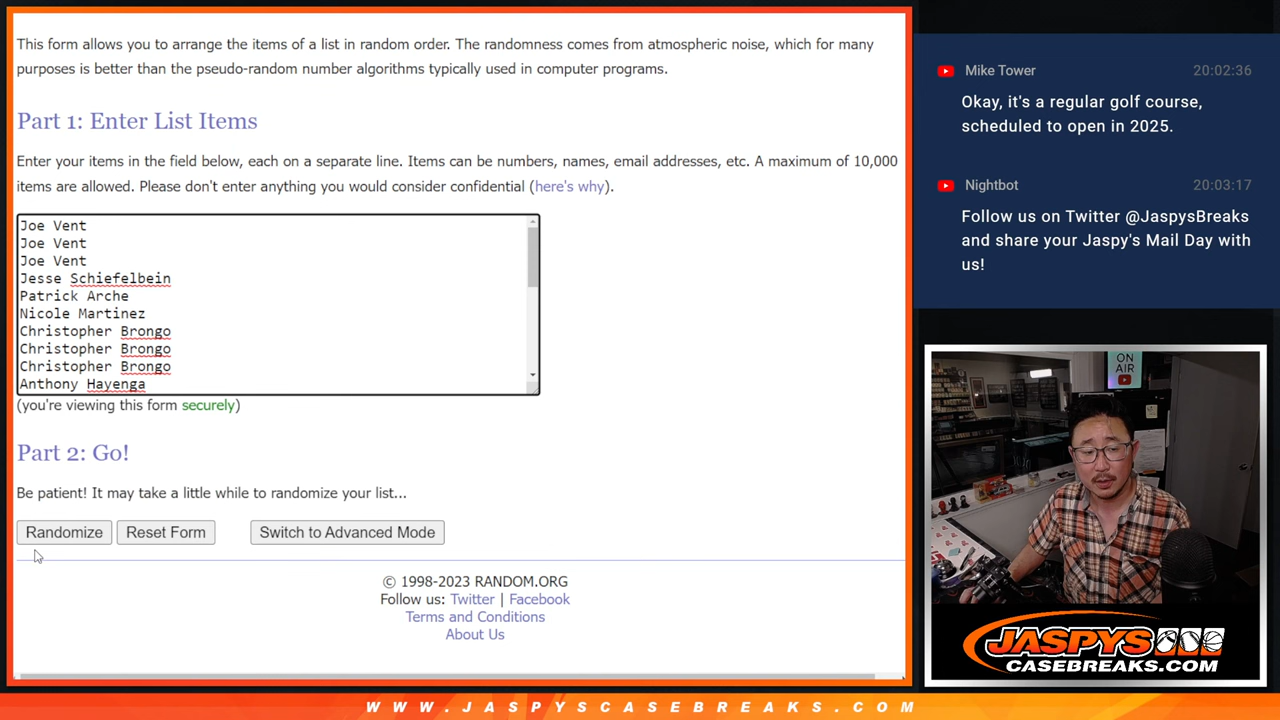 This form allows you to arrange the items of a list in random order. The randomness comes from atmospheric noise, which for many
purposes is better than the pseudo-random number algorithms typically used in computer programs.
Part 1: Enter List Items
Enter your items in the field below, each on a separate line. Items can be numbers, names, email addresses, etc. A maximum of 10,000
items are allowed. Please don't enter anything you would consider confidential (here's why).
Joe Vent
Joe Vent
Joe Vent
Jesse Schiefelbein
Patrick Arche
Nicole Martinez
Christopher Brongo
Christopher Brongo
Christopher Brongo
Anthony Hayenga
(you're viewing this form securely)
Part 2: Go!
Be patient! It may take a little while to randomize your list...
Randomize
Reset Form
Switch to Advanced Mode
© 1998-2023 RANDOM.ORG
Follow us: Twitter | Facebook
Terms and Conditions
About Us
Mike Tower
20:02:36
Okay, it's a regular golf course,
scheduled to open in 2025.
Nightbot
20:03:17
Follow us on Twitter @JaspysBreaks
and share your Jaspy's Mail Day with
us!
ON
AIR
JASPYS
CASEBREAKS.COM
WWW.JASPYSCASEBREAKS.COM